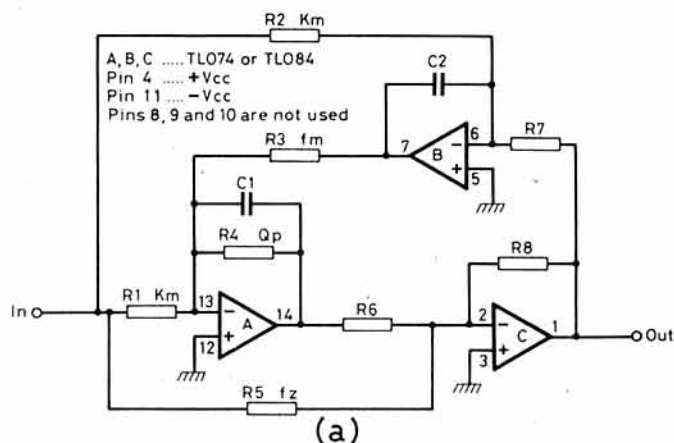 R2 Km
A, B, C ..... TL074 or TL084
Pin 4 ..... +Vcc
Pin 11 .... -Vcc
Pins 8, 9 and 10 are not used
C2
R3 fm
7
B
-
6
+
5
R7
C1
R4 Qp
R8
In
R1 Km
13
-
A
14
+
12
R6
2
-
C
1
+
3
Out
R5 fz
(a)